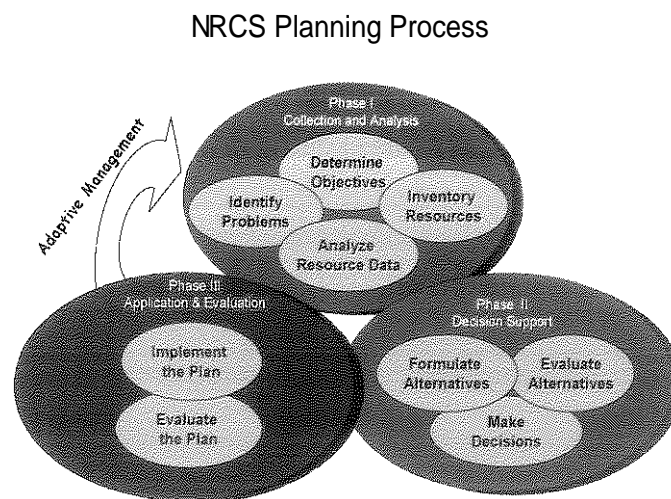 NRCS Planning Process
Phase I
Collection and Analysis
Determine
Objectives
Identify
Problems
Inventory
Resources
Analyze
Resource Data
Adaptive Management
Phase III
Application & Evaluation
Implement
the Plan
Evaluate
the Plan
Phase II
Decision Support
Formulate
Alternatives
Evaluate
Alternatives
Make
Decisions